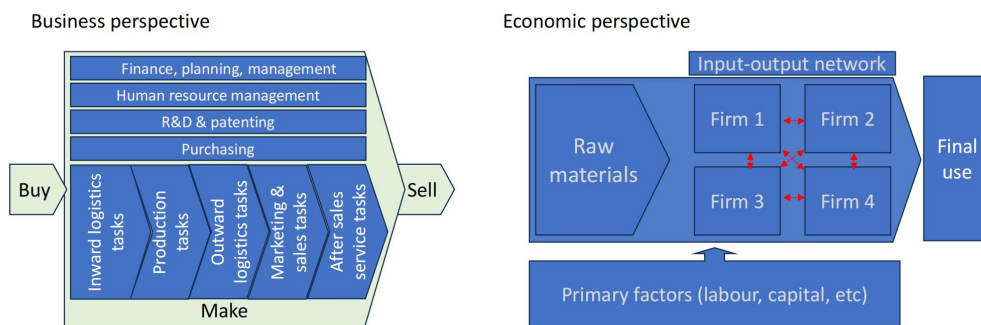 Business perspective
Finance, planning, management
Human resource management
R&D & patenting
Purchasing
Buy
Inward logistics
tasks
Production
tasks
Outward
logistics tasks
Marketing &
sales tasks
After sales
service tasks
Sell
Make
Economic perspective
Input-output network
Raw
materials
Firm 1
Firm 2
Firm 3
Firm 4
Final
use
Primary factors (labour, capital, etc)